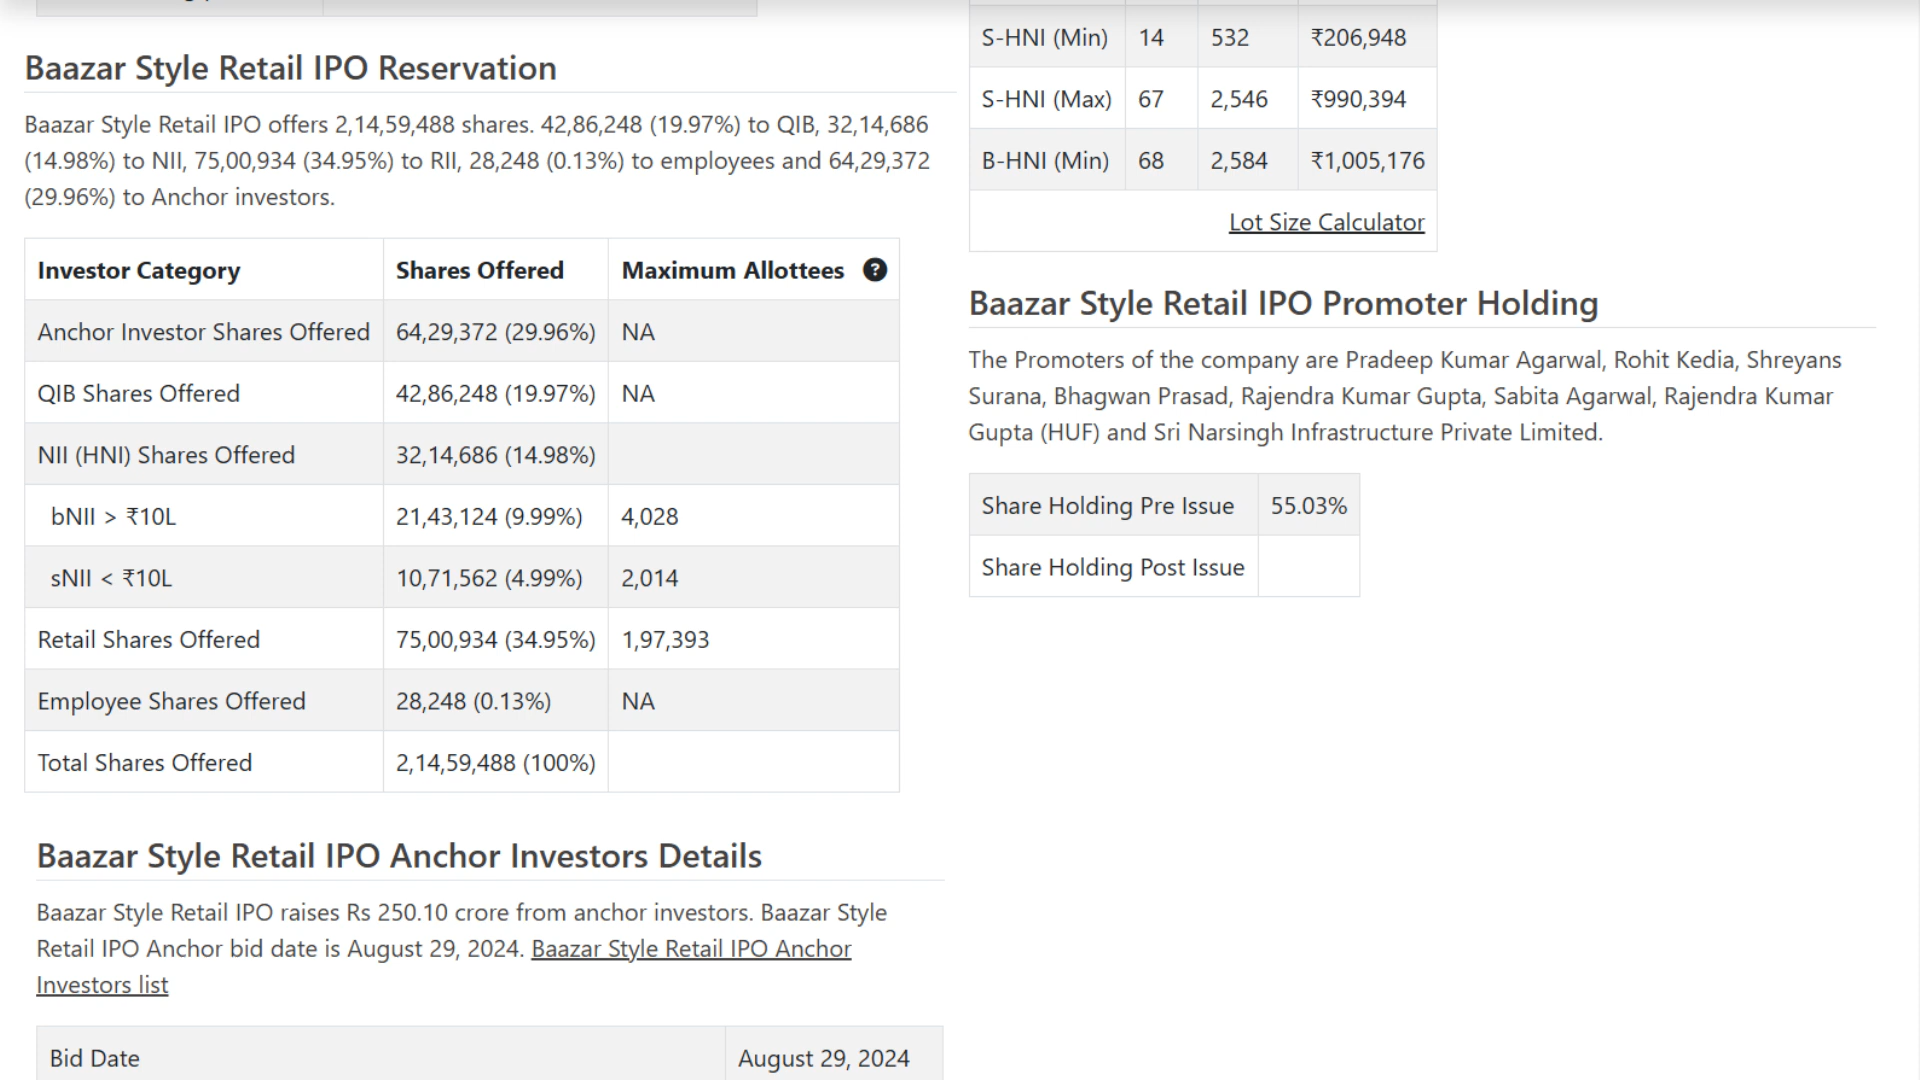 Baazar Style Retail IPO Reservation
Baazar Style Retail IPO offers 2,14,59,488 shares. 42,86,248 (19.97%) to QIB, 32,14,686
(14.98%) to NII, 75,00,934 (34.95%) to RII, 28,248 (0.13%) to employees and 64,29,372
(29.96%) to Anchor investors.
Investor Category Shares Offered Maximum Allottees ?
Anchor Investor Shares Offered 64,29,372 (29.96%) NA
QIB Shares Offered 42,86,248 (19.97%) NA
NII (HNI) Shares Offered 32,14,686 (14.98%)
bNII > ₹10L 21,43,124 (9.99%) 4,028
sNII < ₹10L 10,71,562 (4.99%) 2,014
Retail Shares Offered 75,00,934 (34.95%) 1,97,393
Employee Shares Offered 28,248 (0.13%) NA
Total Shares Offered 2,14,59,488 (100%)
Baazar Style Retail IPO Anchor Investors Details
Baazar Style Retail IPO raises Rs 250.10 crore from anchor investors. Baazar Style
Retail IPO Anchor bid date is August 29, 2024. Baazar Style Retail IPO Anchor
Investors list
Bid Date August 29, 2024
S-HNI (Min) 14 532 ₹206,948
S-HNI (Max) 67 2,546 ₹990,394
B-HNI (Min) 68 2,584 ₹1,005,176
Lot Size Calculator
Baazar Style Retail IPO Promoter Holding
The Promoters of the company are Pradeep Kumar Agarwal, Rohit Kedia, Shreyans
Surana, Bhagwan Prasad, Rajendra Kumar Gupta, Sabita Agarwal, Rajendra Kumar
Gupta (HUF) and Sri Narsingh Infrastructure Private Limited.
Share Holding Pre Issue 55.03%
Share Holding Post Issue